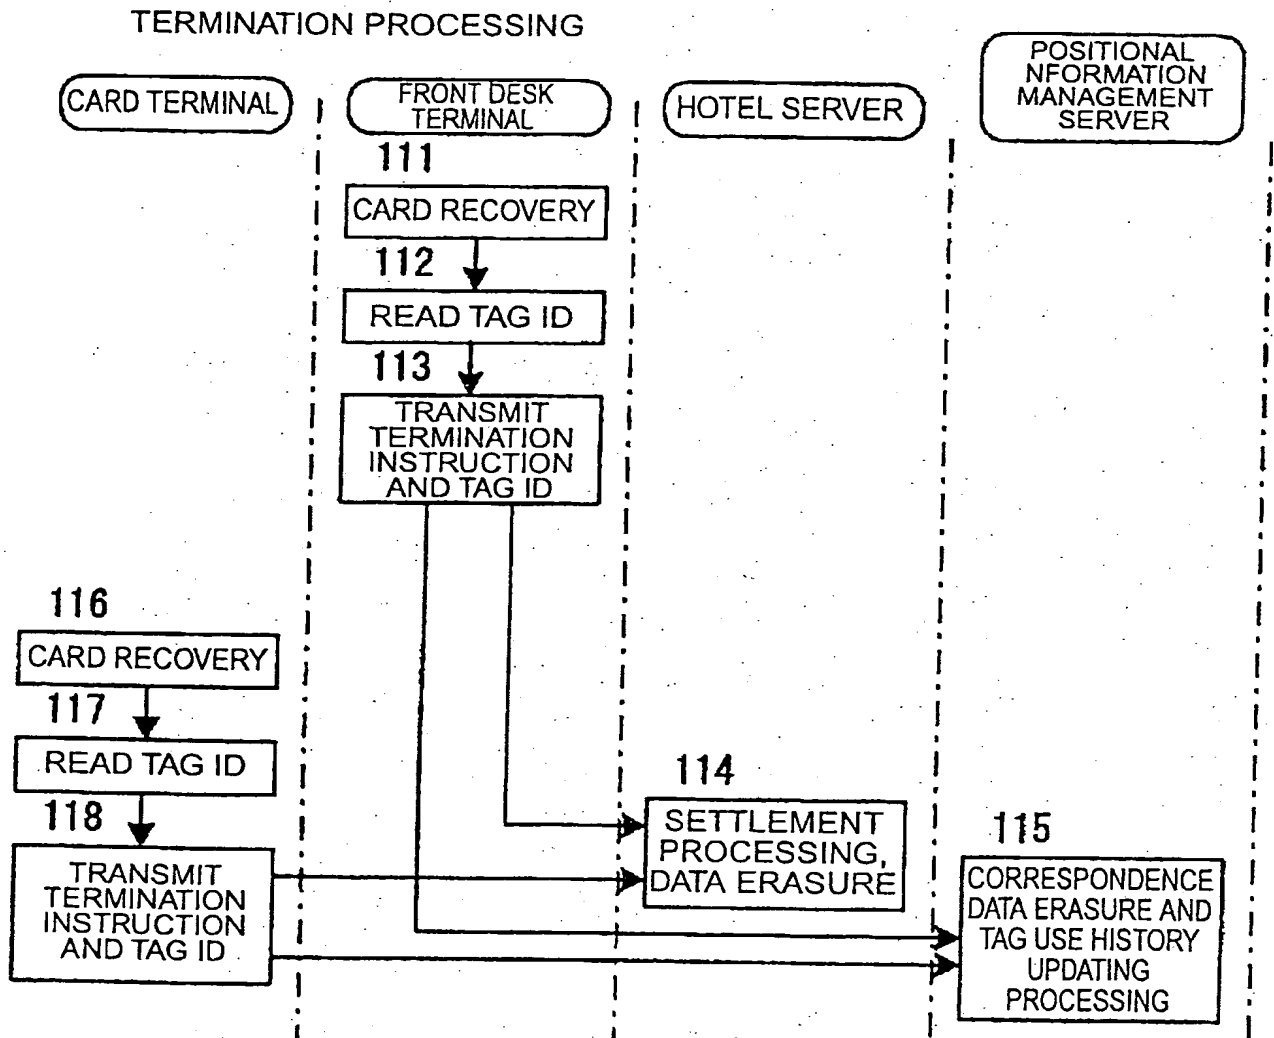 TERMINATION PROCESSING
CARD TERMINAL
FRONT DESK
TERMINAL
HOTEL SERVER
POSITIONAL
NFORMATION
MANAGEMENT
SERVER
111
CARD RECOVERY
112
READ TAG ID
113
TRANSMIT
TERMINATION
INSTRUCTION
AND TAG ID
116
CARD RECOVERY
117
READ TAG ID
118
TRANSMIT
TERMINATION
INSTRUCTION
AND TAG ID
114
SETTLEMENT
PROCESSING,
DATA ERASURE
115
CORRESPONDENCE
DATA ERASURE AND
TAG USE HISTORY
UPDATING
PROCESSING